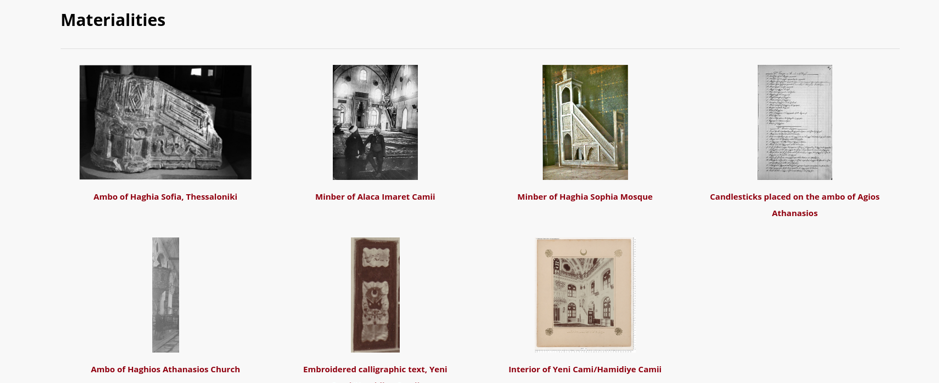 Materialities
Ambo of Haghia Sofia, Thessaloniki
Minber of Alaca Imaret Camii
Minber of Haghia Sophia Mosque
Candlesticks placed on the ambo of Agios
Athanasios
Ambo of Haghios Athanasios Church
Embroidered calligraphic text, Yeni
Interior of Yeni Cami/Hamidiye Camii